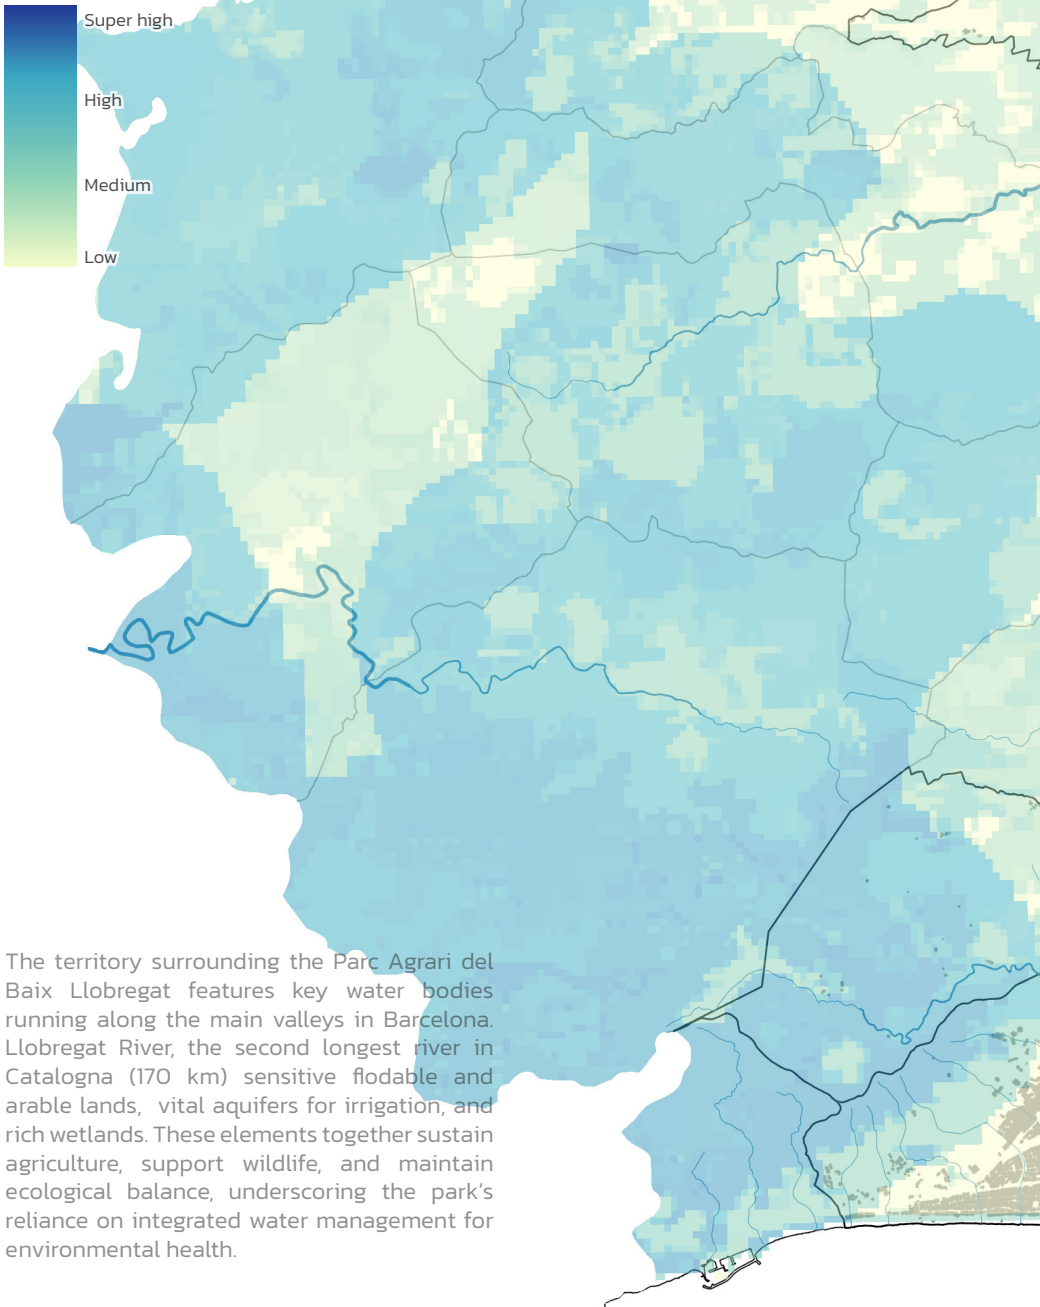 Super high
High
Medium
Low
The territory surrounding the Parc Agrari del
Baix Llobregat features key water bodies
running along the main valleys in Barcelona.
Llobregat River, the second longest river in
Catalogna (170 km) sensitive flodable and
arable lands, vital aquifers for irrigation, and
rich wetlands. These elements together sustain
agriculture, support wildlife, and maintain
ecological balance, underscoring the park's
reliance on integrated water management for
environmental health.